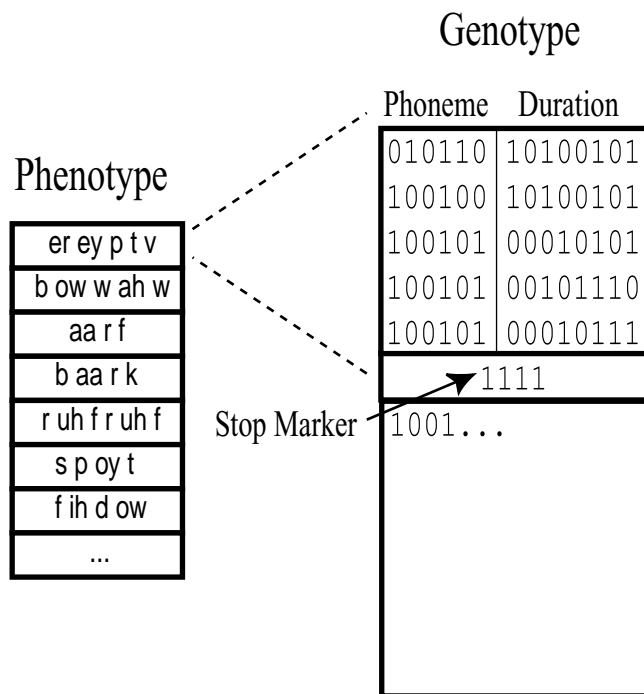 Genotype
Phoneme Duration
010110 10100101
100100 10100101
100101 00010101
100101 00101110
100101 00010111
1111
Stop Marker
1001...
Phenotype
er ey p t v
b ow w ah w
aa r f
b aa r k
r uh f r uh f
s p oy t
f ih d ow
...